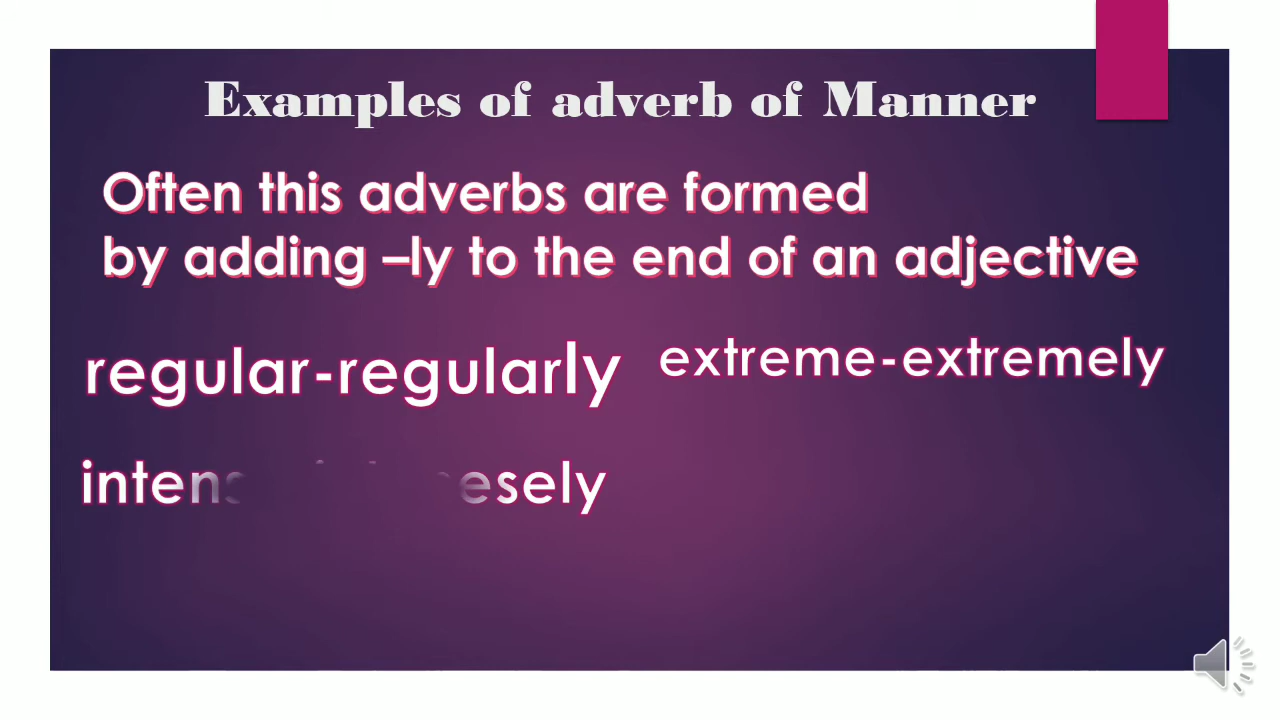 Examples of adverb of Manner
Often this adverbs are formed
by adding –ly to the end of an adjective
regular-regularly
extreme-extremely